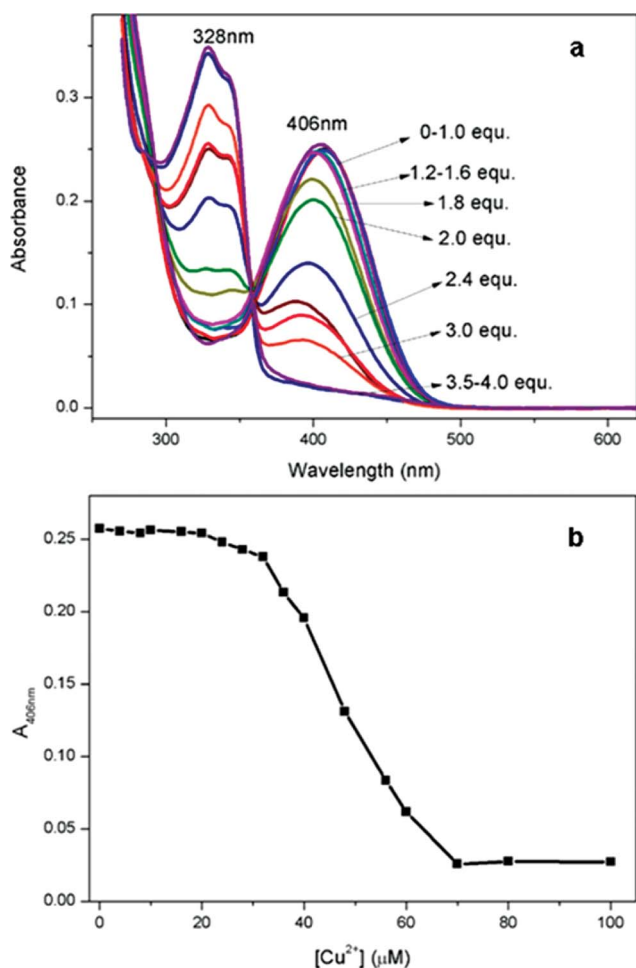 a
328nm
406nm
0-1.0 equ.
1.2-1.6 equ.
1.8 equ.
2.0 equ.
2.4 equ.
3.0 equ.
3.5-4.0 equ.
Absorbance
0.3
0.2
0.1
0.0
300 400 500 600
Wavelength (nm)
b
A406nm
0.25
0.20
0.15
0.10
0.05
0.00
0 20 40 60 80 100
[Cu²⁺] (μM)